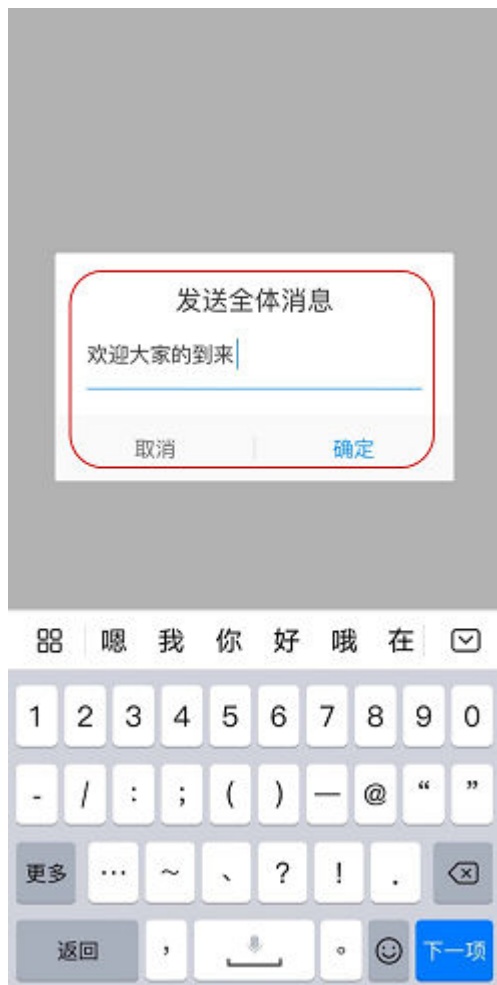 发送全体消息
欢迎大家的到来
取消 确定
嗯 我 你 好 哦 在
1 2 3 4 5 6 7 8 9 0
- / : ; ( ) — @ “ ”
更多 … ~ 、 ? ! .
返回 , 。 下一项